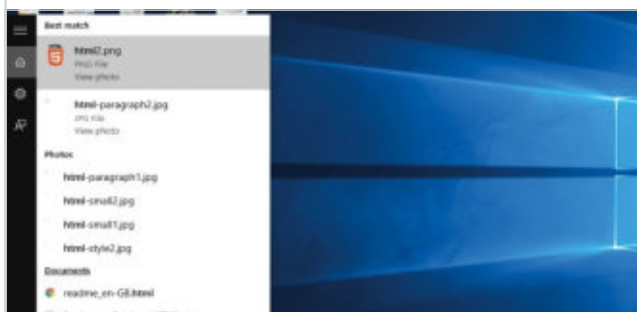 Best match
html2.png
PNG File
View photo
html-paragraph2.jpg
JPG File
View photo
Photos
html-paragraph1.jpg
html-small2.jpg
html-small1.jpg
html-style2.jpg
Documents
readme_en-GB.html